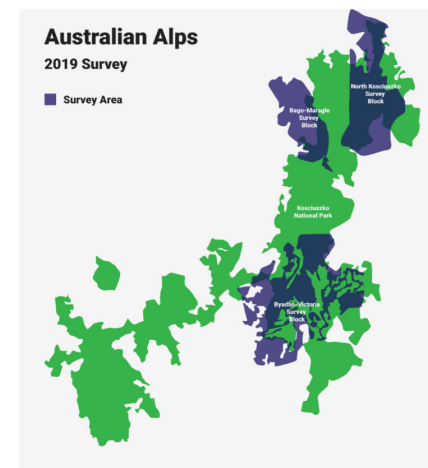 Australian Alps
2019 Survey
Survey Area
North Kosciuszko
Survey
Block
Bago-Maragle
Survey
Block
Kosciuszko
National Park
Byadbo-Victoria
Survey
Block